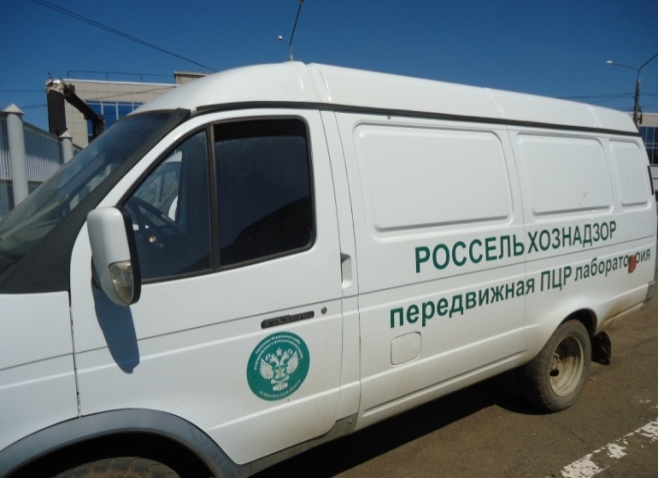 РОССЕЛЬХОЗНАДЗОР
передвижная ПЦР лаборатория